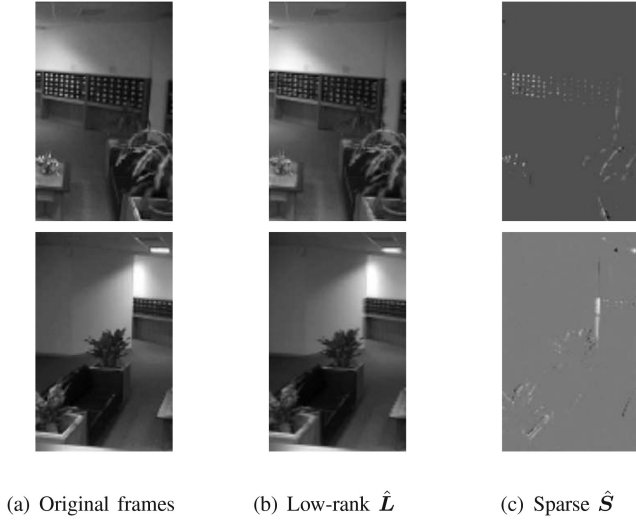 (a) Original frames
(b) Low-rank L̂
(c) Sparse Ŝ